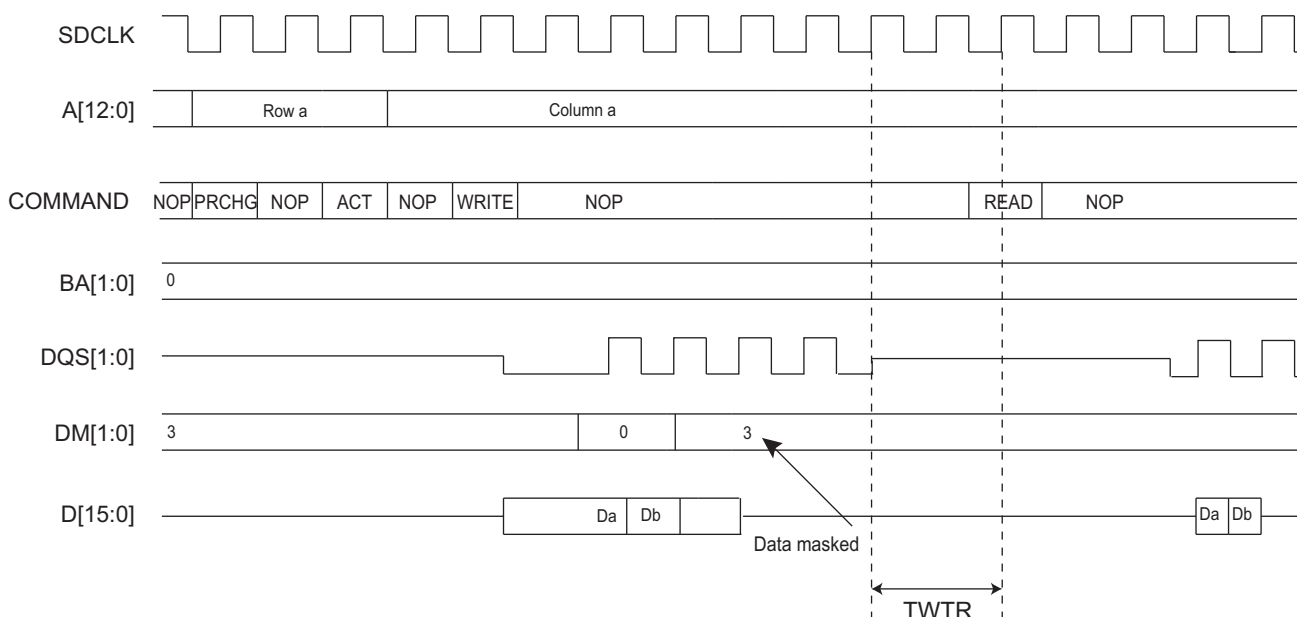 SDCLK
A[12:0] Row a Column a
COMMAND NOP PRCHG NOP ACT NOP WRITE NOP READ NOP
BA[1:0] 0
DQS[1:0]
DM[1:0] 3 0 3
D[15:0] Da Db Da Db
Data masked
TWTR